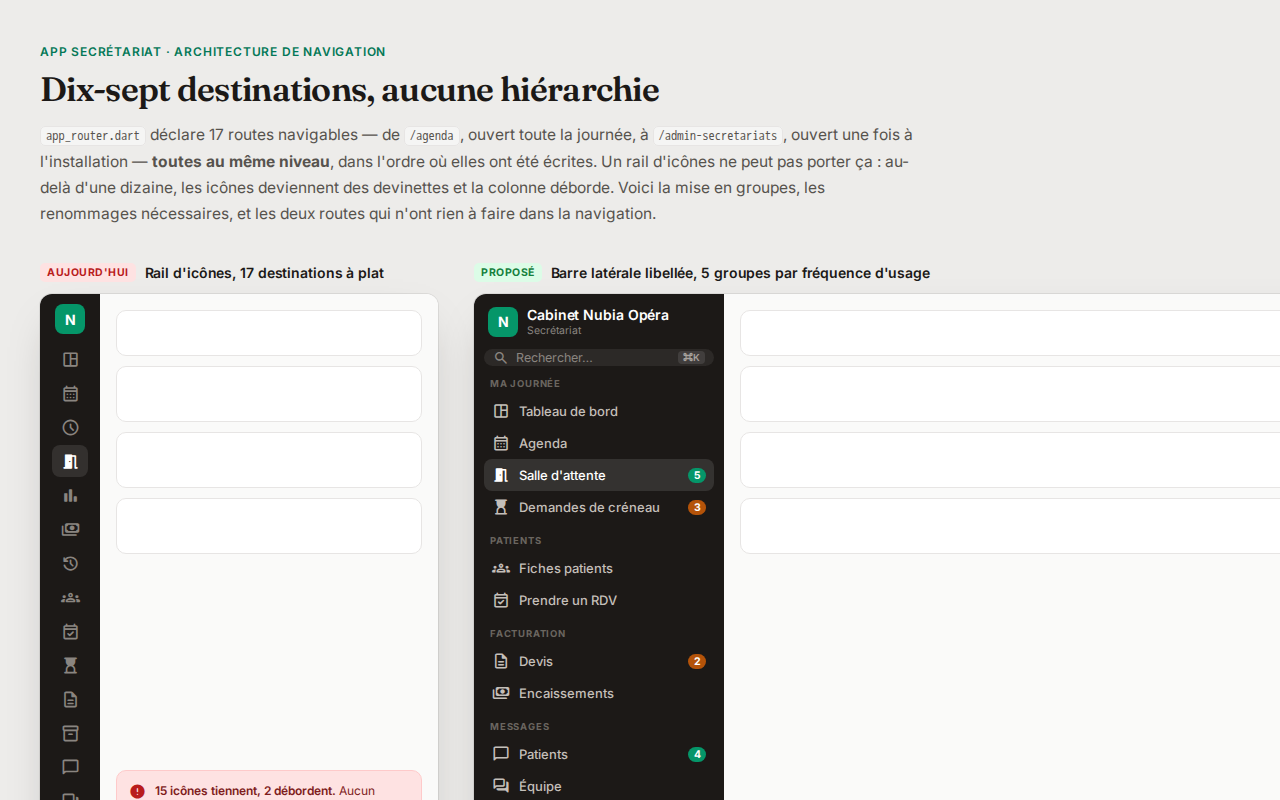 APP SECRÉTARIAT · ARCHITECTURE DE NAVIGATION
Dix-sept destinations, aucune hiérarchie
app_router.dart déclare 17 routes navigables — de /agenda, ouvert toute la journée, à /admin-secretariats, ouvert une fois à
l'installation — toutes au même niveau, dans l'ordre où elles ont été écrites. Un rail d'icônes ne peut pas porter ça : au-
delà d'une dizaine, les icônes deviennent des devinettes et la colonne déborde. Voici la mise en groupes, les
renommages nécessaires, et les deux routes qui n'ont rien à faire dans la navigation.
AUJOURD'HUI Rail d'icônes, 17 destinations à plat
N
15 icônes tiennent, 2 débordent. Aucun
PROPOSÉ Barre latérale libellée, 5 groupes par fréquence d'usage
N Cabinet Nubia Opéra
Secrétariat
Rechercher... ⌘K
MA JOURNÉE
Tableau de bord
Agenda
Salle d'attente 5
Demandes de créneau 3
PATIENTS
Fiches patients
Prendre un RDV
FACTURATION
Devis 2
Encaissements
MESSAGES
Patients 4
Équipe